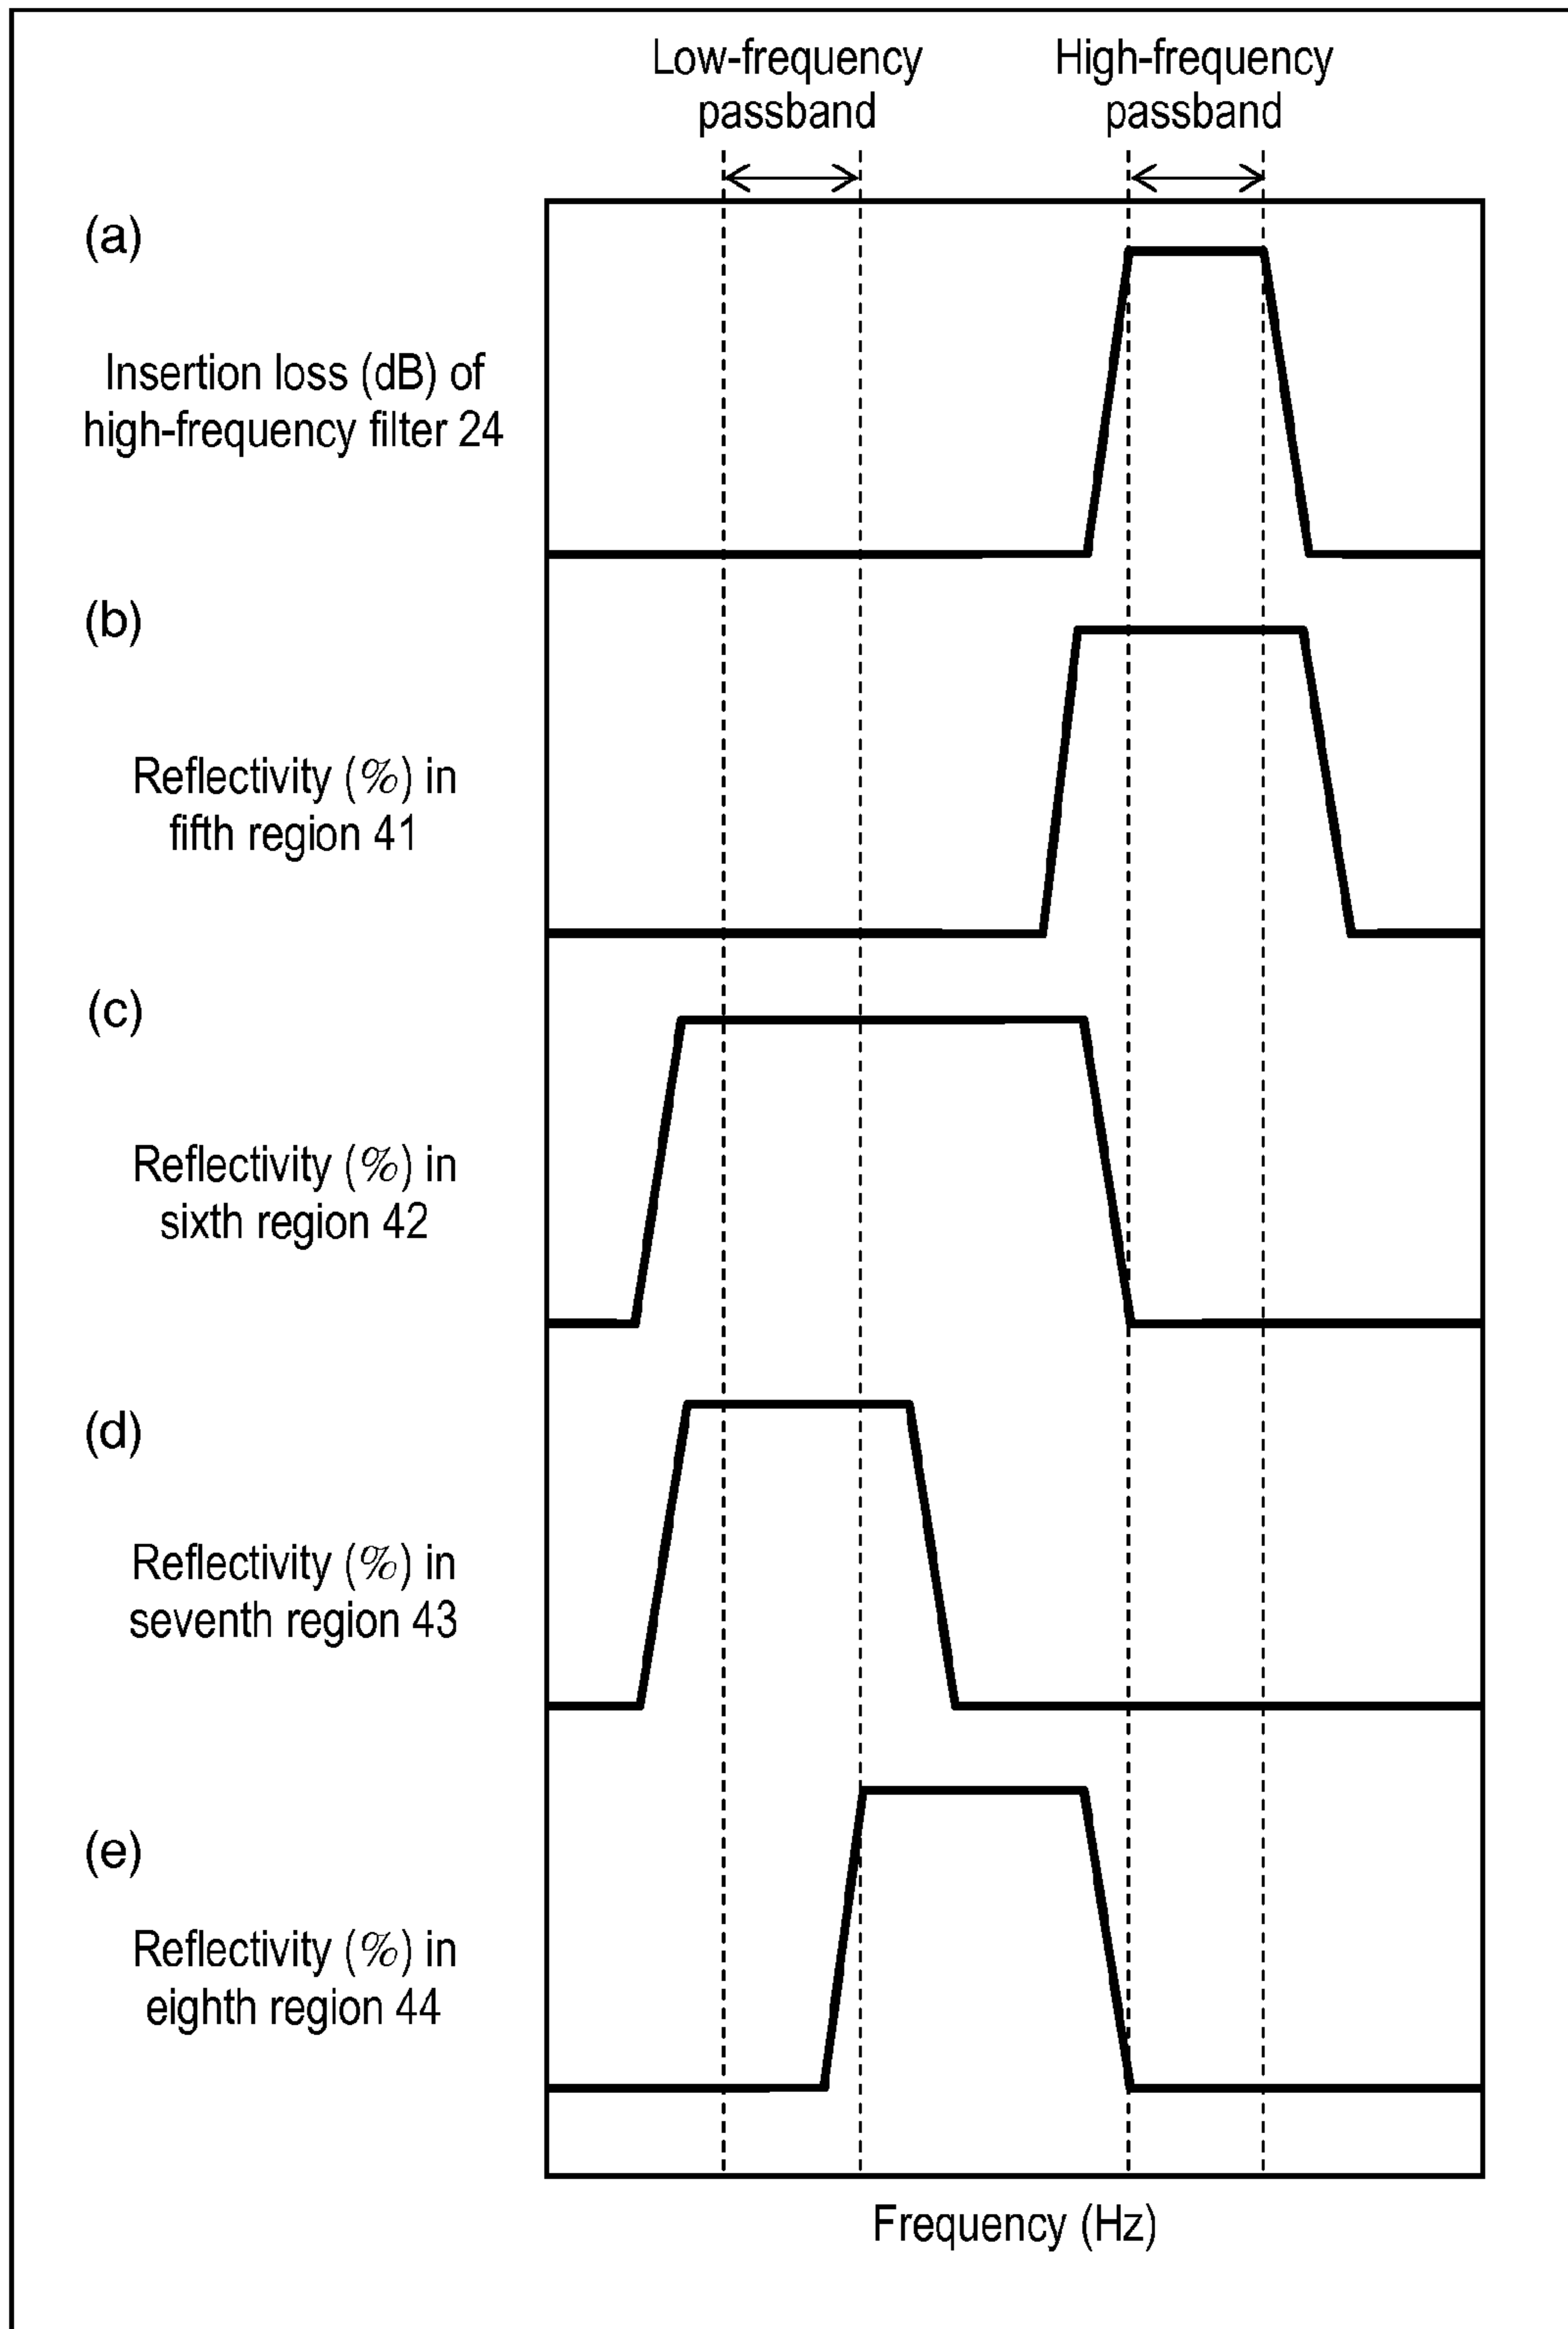 Low-frequency
passband
High-frequency
passband
(a)
Insertion loss (dB) of
high-frequency filter 24
(b)
Reflectivity (%) in
fifth region 41
(c)
Reflectivity (%) in
sixth region 42
(d)
Reflectivity (%) in
seventh region 43
(e)
Reflectivity (%) in
eighth region 44
Frequency (Hz)